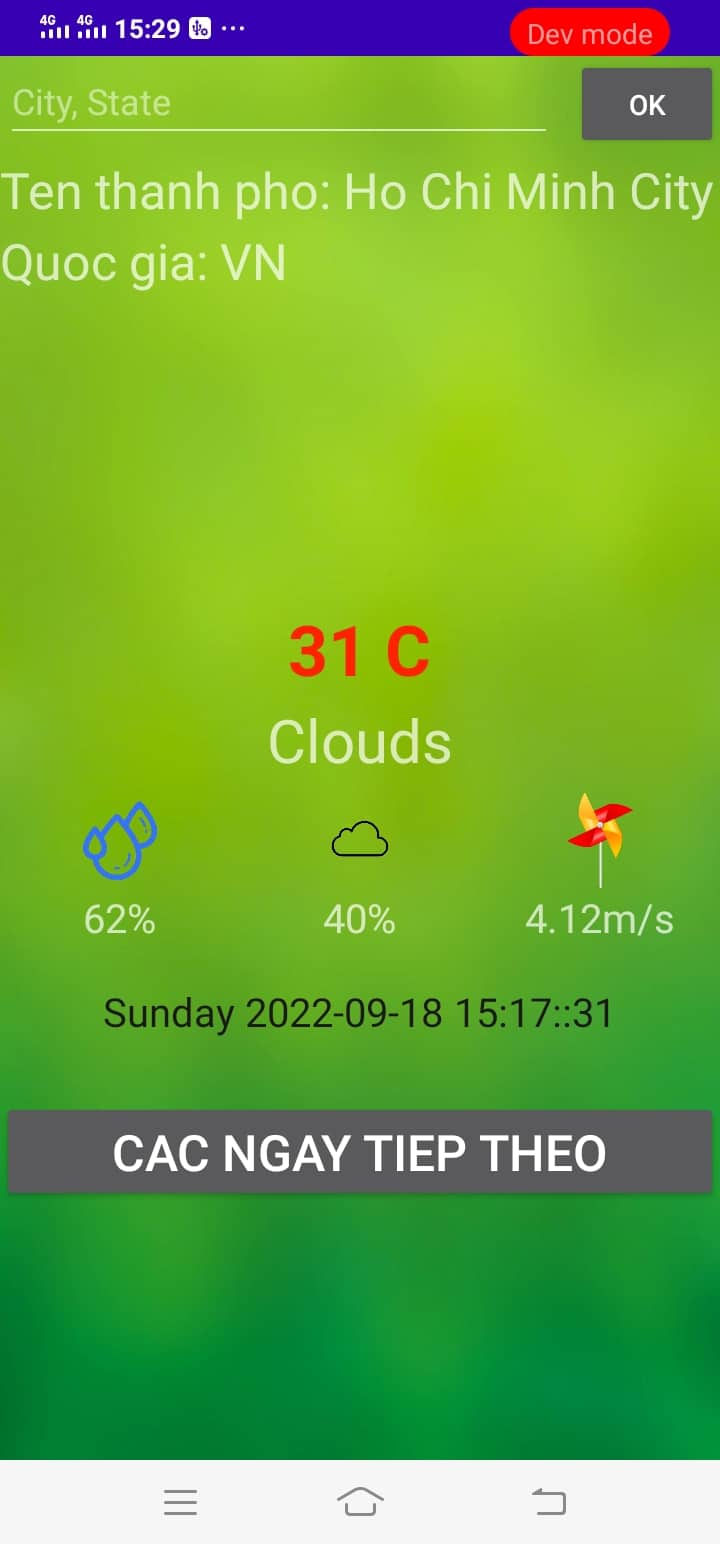 4G 4G 15:29 ...
Dev mode
City, State
OK
Ten thanh pho: Ho Chi Minh City
Quoc gia: VN
31 C
Clouds
62% 40% 4.12m/s
Sunday 2022-09-18 15:17::31
CAC NGAY TIEP THEO